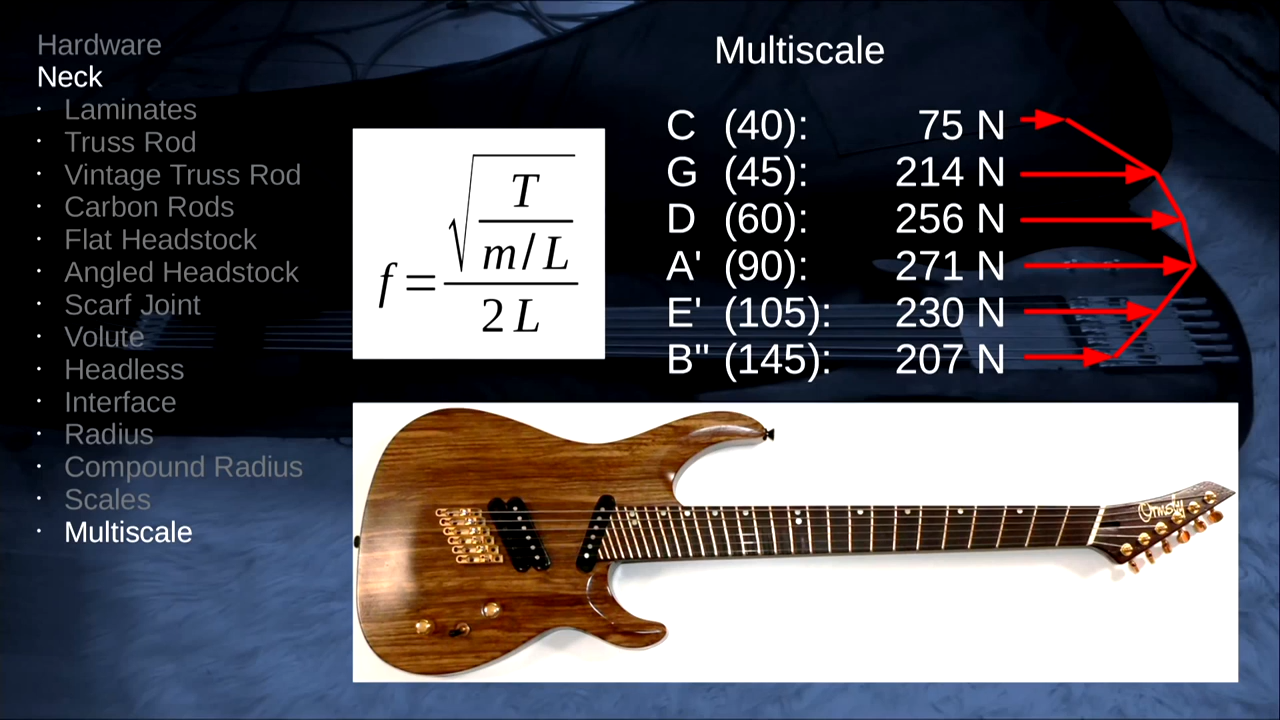 Hardware
Neck
· Laminates
· Truss Rod
· Vintage Truss Rod
· Carbon Rods
· Flat Headstock
· Angled Headstock
· Scarf Joint
· Volute
· Headless
· Interface
· Radius
· Compound Radius
· Scales
· Multiscale
Multiscale
f = √(T / (m/L)) / 2L
C (40): 75 N
G (45): 214 N
D (60): 256 N
A' (90): 271 N
E' (105): 230 N
B" (145): 207 N
Ormsby